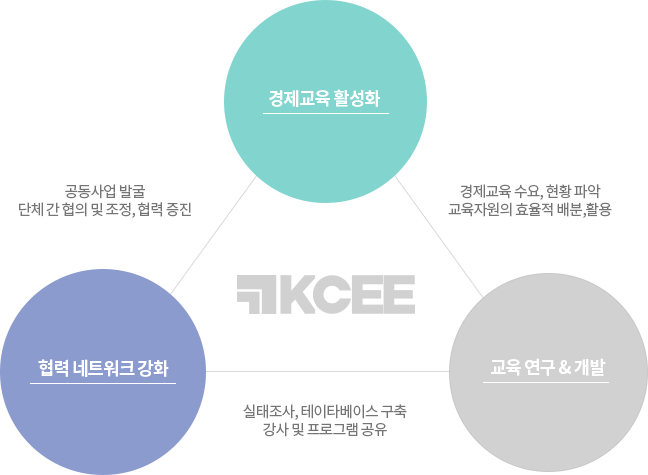 경제교육 활성화
공동사업 발굴
단체 간 협의 및 조정, 협력 증진
경제교육 수요, 현황 파악
교육자원의 효율적 배분,활용
KCEE
협력 네트워크 강화
교육 연구 & 개발
실태조사, 테이타베이스 구축
강사 및 프로그램 공유